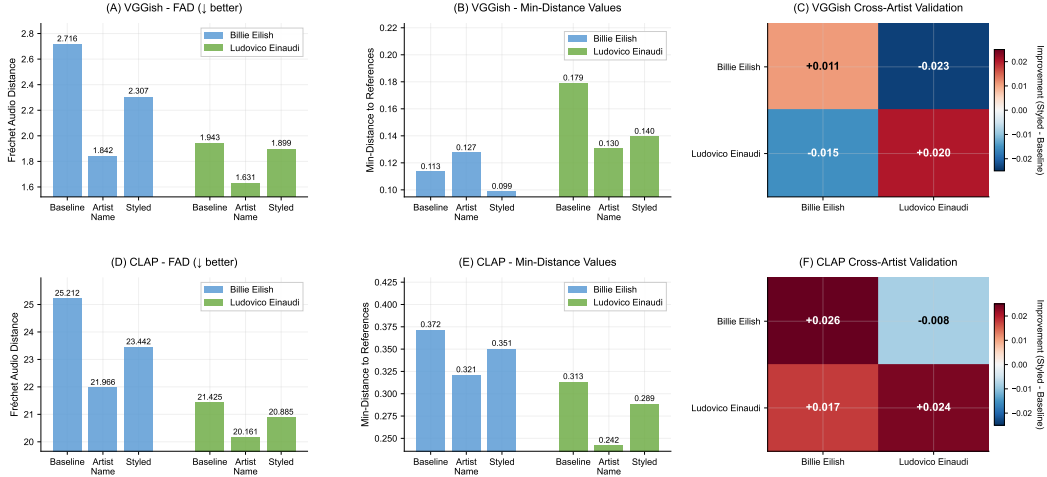 (A) VGGish - FAD (↓ better)
Fréchet Audio Distance
2.8
2.6
2.4
2.2
2.0
1.8
1.6
2.716
1.842
2.307
1.943
1.631
1.899
Billie Eilish
Ludovico Einaudi
Baseline
Artist
Name
Styled
Baseline
Artist
Name
Styled
(B) VGGish - Min-Distance Values
Min-Distance to References
0.22
0.20
0.18
0.16
0.14
0.12
0.10
0.113
0.127
0.099
0.179
0.130
0.140
Billie Eilish
Ludovico Einaudi
Baseline
Artist
Name
Styled
Baseline
Artist
Name
Styled
(C) VGGish Cross-Artist Validation
Billie Eilish
Ludovico Einaudi
+0.011
-0.023
-0.015
+0.020
Billie Eilish
Ludovico Einaudi
0.02
0.01
0.00
−0.01
−0.02
Improvement (Styled - Baseline)
(D) CLAP - FAD (↓ better)
Fréchet Audio Distance
25
24
23
22
21
20
25.212
21.966
23.442
21.425
20.161
20.885
Billie Eilish
Ludovico Einaudi
Baseline
Artist
Name
Styled
Baseline
Artist
Name
Styled
(E) CLAP - Min-Distance Values
Min-Distance to References
0.425
0.400
0.375
0.350
0.325
0.300
0.275
0.250
0.372
0.321
0.351
0.313
0.242
0.289
Billie Eilish
Ludovico Einaudi
Baseline
Artist
Name
Styled
Baseline
Artist
Name
Styled
(F) CLAP Cross-Artist Validation
Billie Eilish
Ludovico Einaudi
+0.026
-0.008
+0.017
+0.024
Billie Eilish
Ludovico Einaudi
0.02
0.01
0.00
−0.01
−0.02
Improvement (Styled - Baseline)